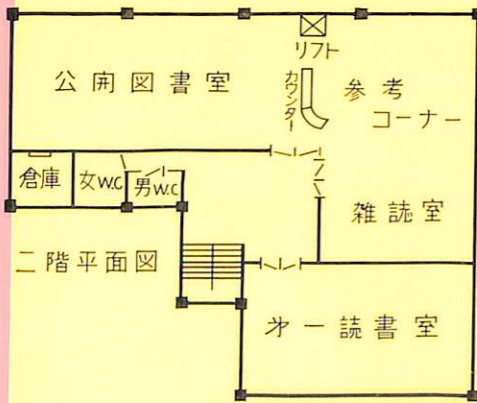 リフト
公開図書室
カウンター
参考
コーナー
倉庫
女W.C
男W.C
雑誌室
二階平面図
才一読書室